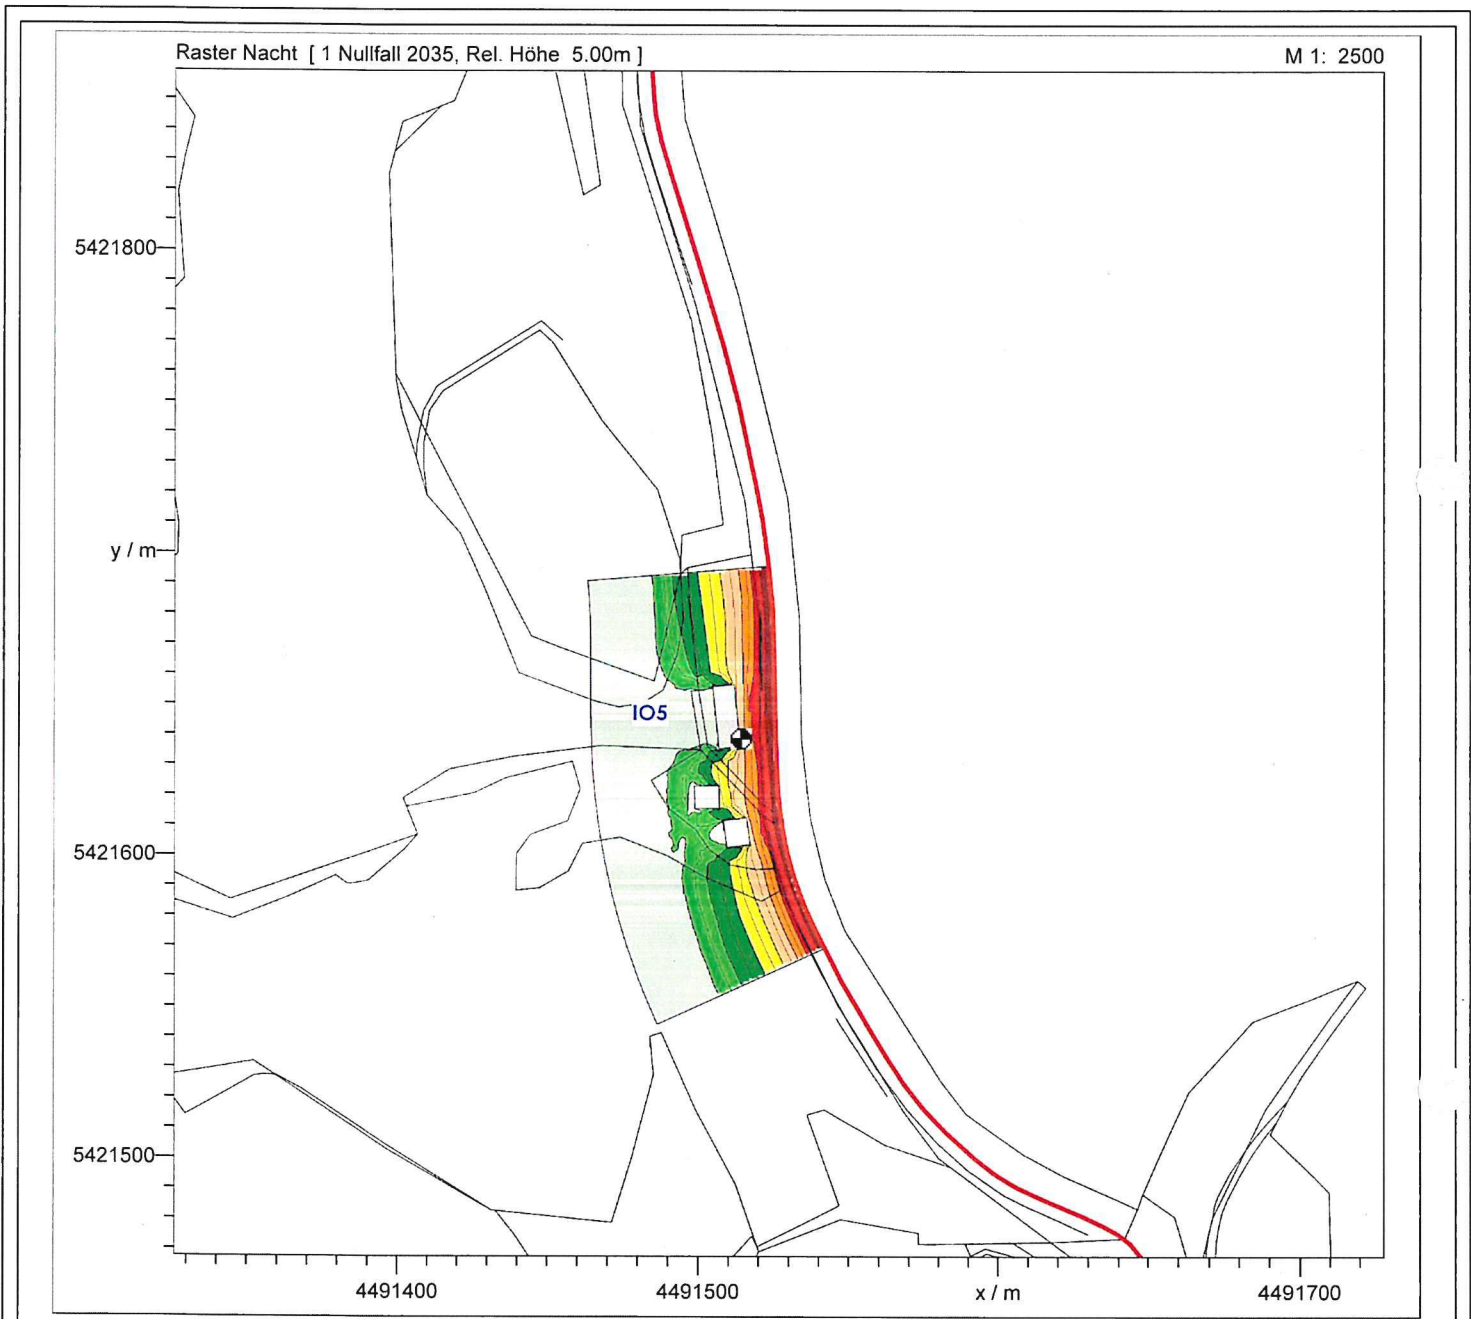 Raster Nacht [ 1 Nullfall 2035, Rel. Höhe 5.00m ]
M 1: 2500
5421800
y / m
IO5
5421600
5421500
4491400
4491500
x / m
4491700